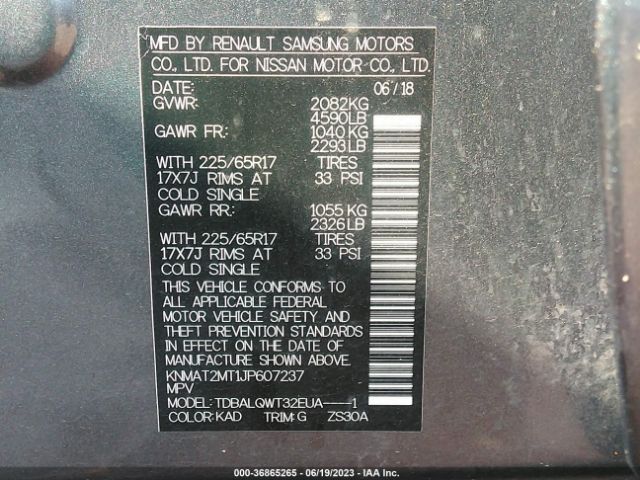 MFD BY RENAULT SAMSUNG MOTORS
CO., LTD. FOR NISSAN MOTOR CO., LTD.
DATE: 06/18
GVWR: 2082KG
4590LB
GAWR FR: 1040KG
2293LB
WITH 225/65R17 TIRES
17X7J RIMS AT 33 PSI
COLD SINGLE
GAWR RR: 1055KG
2326LB
WITH 225/65R17 TIRES
17X7J RIMS AT 33 PSI
COLD SINGLE
THIS VEHICLE CONFORMS TO
ALL APPLICABLE FEDERAL
MOTOR VEHICLE SAFETY AND
THEFT PREVENTION STANDARDS
IN EFFECT ON THE DATE OF
MANUFACTURE SHOWN ABOVE.
KNMAT2MT1JP607237
MPV
MODEL: TDBALQWT32EUA----1
COLOR: KAD TRIM: G ZS30A
000-36865265 - 06/19/2023 - IAA Inc.